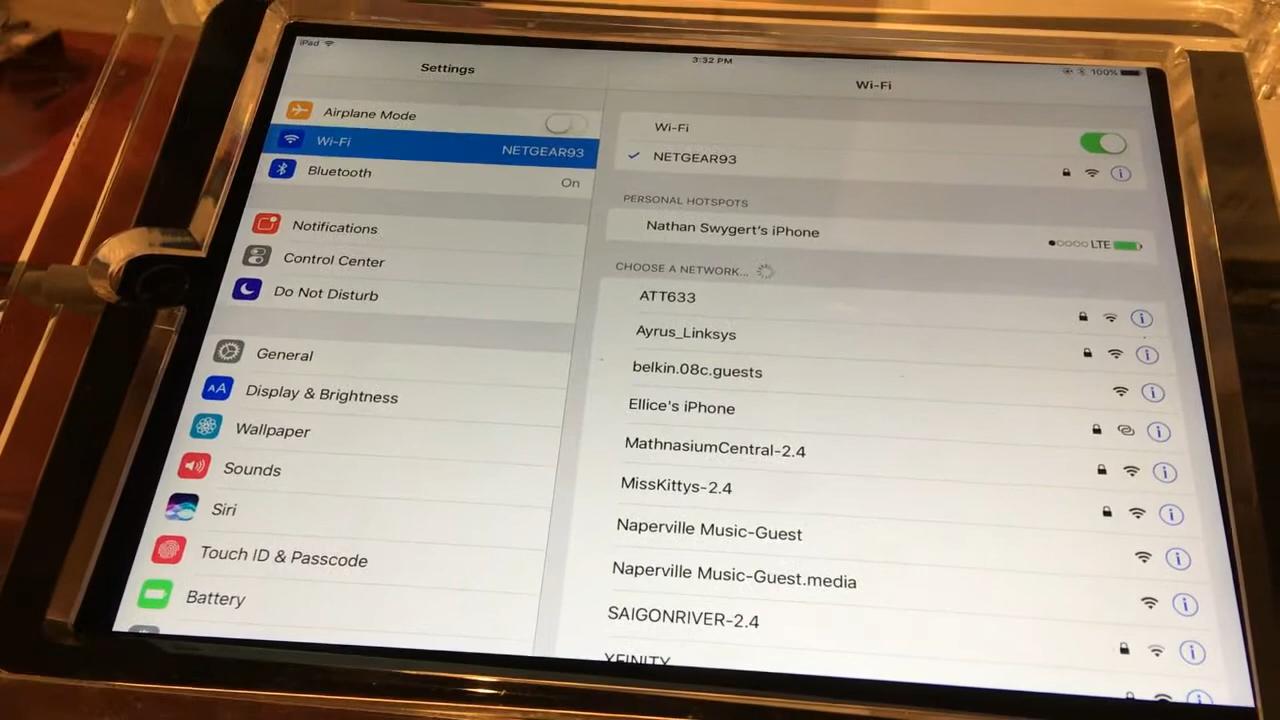 iPad
3:32 PM
100%
Settings
Airplane Mode
Wi-Fi NETGEAR93
Bluetooth On
Notifications
Control Center
Do Not Disturb
General
AA Display & Brightness
Wallpaper
Sounds
Siri
Touch ID & Passcode
Battery
Wi-Fi
Wi-Fi
NETGEAR93
PERSONAL HOTSPOTS
Nathan Swygert's iPhone LTE
CHOOSE A NETWORK...
ATT633
Ayrus_Linksys
belkin.08c.guests
Ellice's iPhone
MathnasiumCentral-2.4
MissKittys-2.4
Naperville Music-Guest
Naperville Music-Guest.media
SAIGONRIVER-2.4
XFINITY